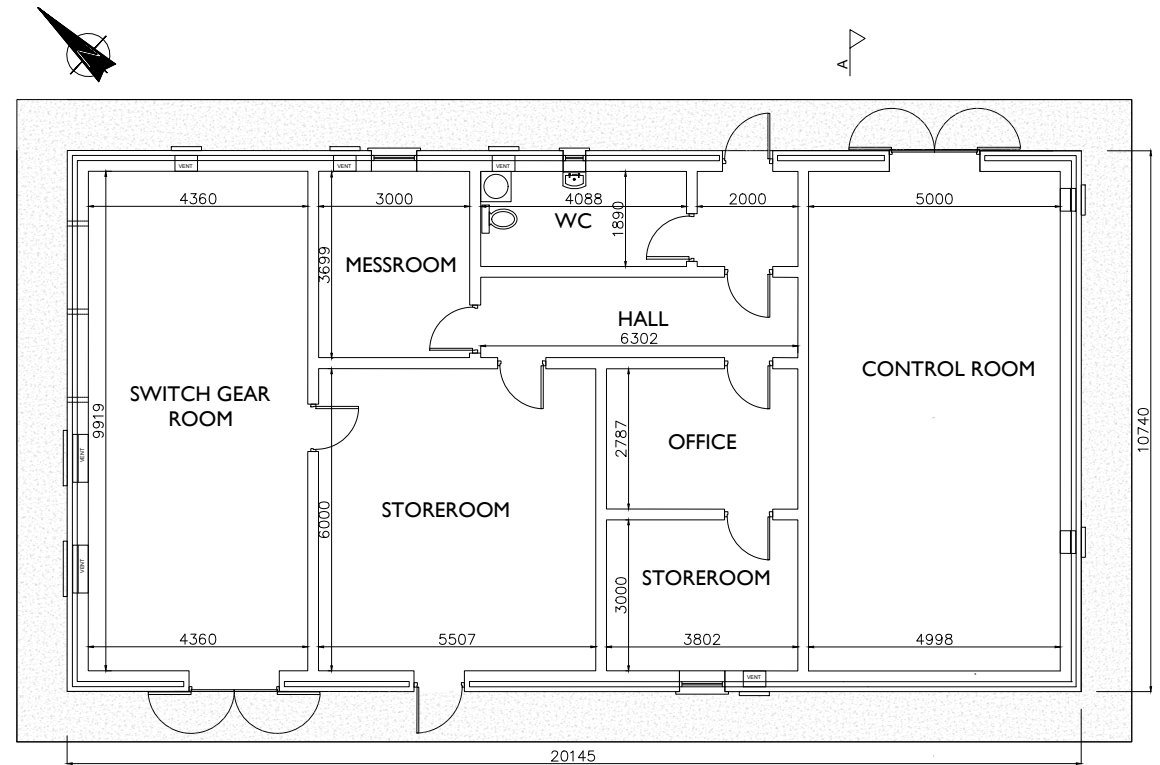 A
VENT
VENT
VENT
4360
3000
4088
2000
5000
WC
1890
3699
MESSROOM
HALL
6302
CONTROL ROOM
SWITCH GEAR
ROOM
9919
10740
2787
OFFICE
VENT
STOREROOM
6000
VENT
STOREROOM
3000
4360
5507
3802
4998
VENT
20145